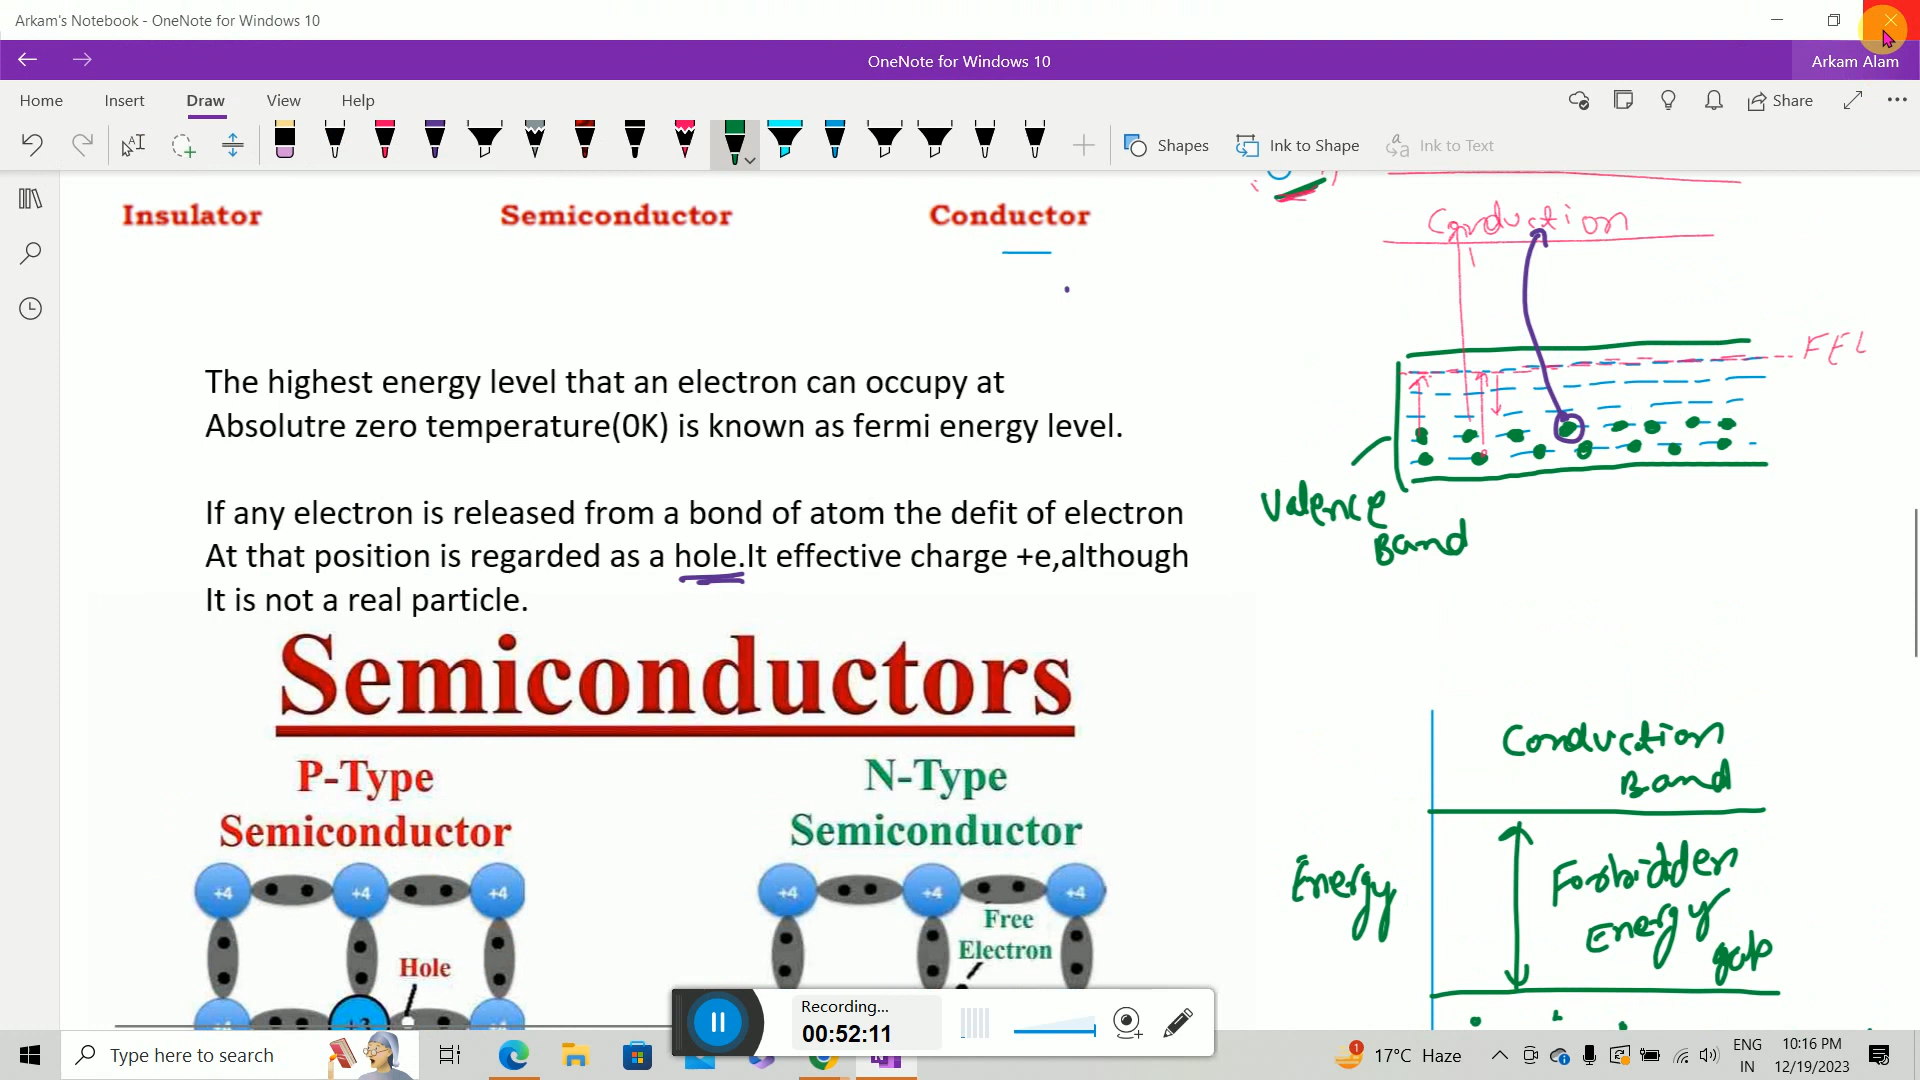 Arkam's Notebook - OneNote for Windows 10
OneNote for Windows 10
Arkam Alam
Home Insert Draw View Help
Share
Shapes Ink to Shape Ink to Text
Insulator Semiconductor Conductor
Conduction
FEL
The highest energy level that an electron can occupy at
Absolutre zero temperature(0K) is known as fermi energy level.
Valence
Band
If any electron is released from a bond of atom the defit of electron
At that position is regarded as a hole.It effective charge +e,although
It is not a real particle.
Semiconductors
P-Type
Semiconductor
N-Type
Semiconductor
+4 +4 +4
+4 +4 +4
Hole
Free
Electron
Conduction
Band
Energy
Forbidden
Energy
gap
Recording...
00:52:11
Type here to search
1
17°C Haze
ENG
IN
10:16 PM
12/19/2023